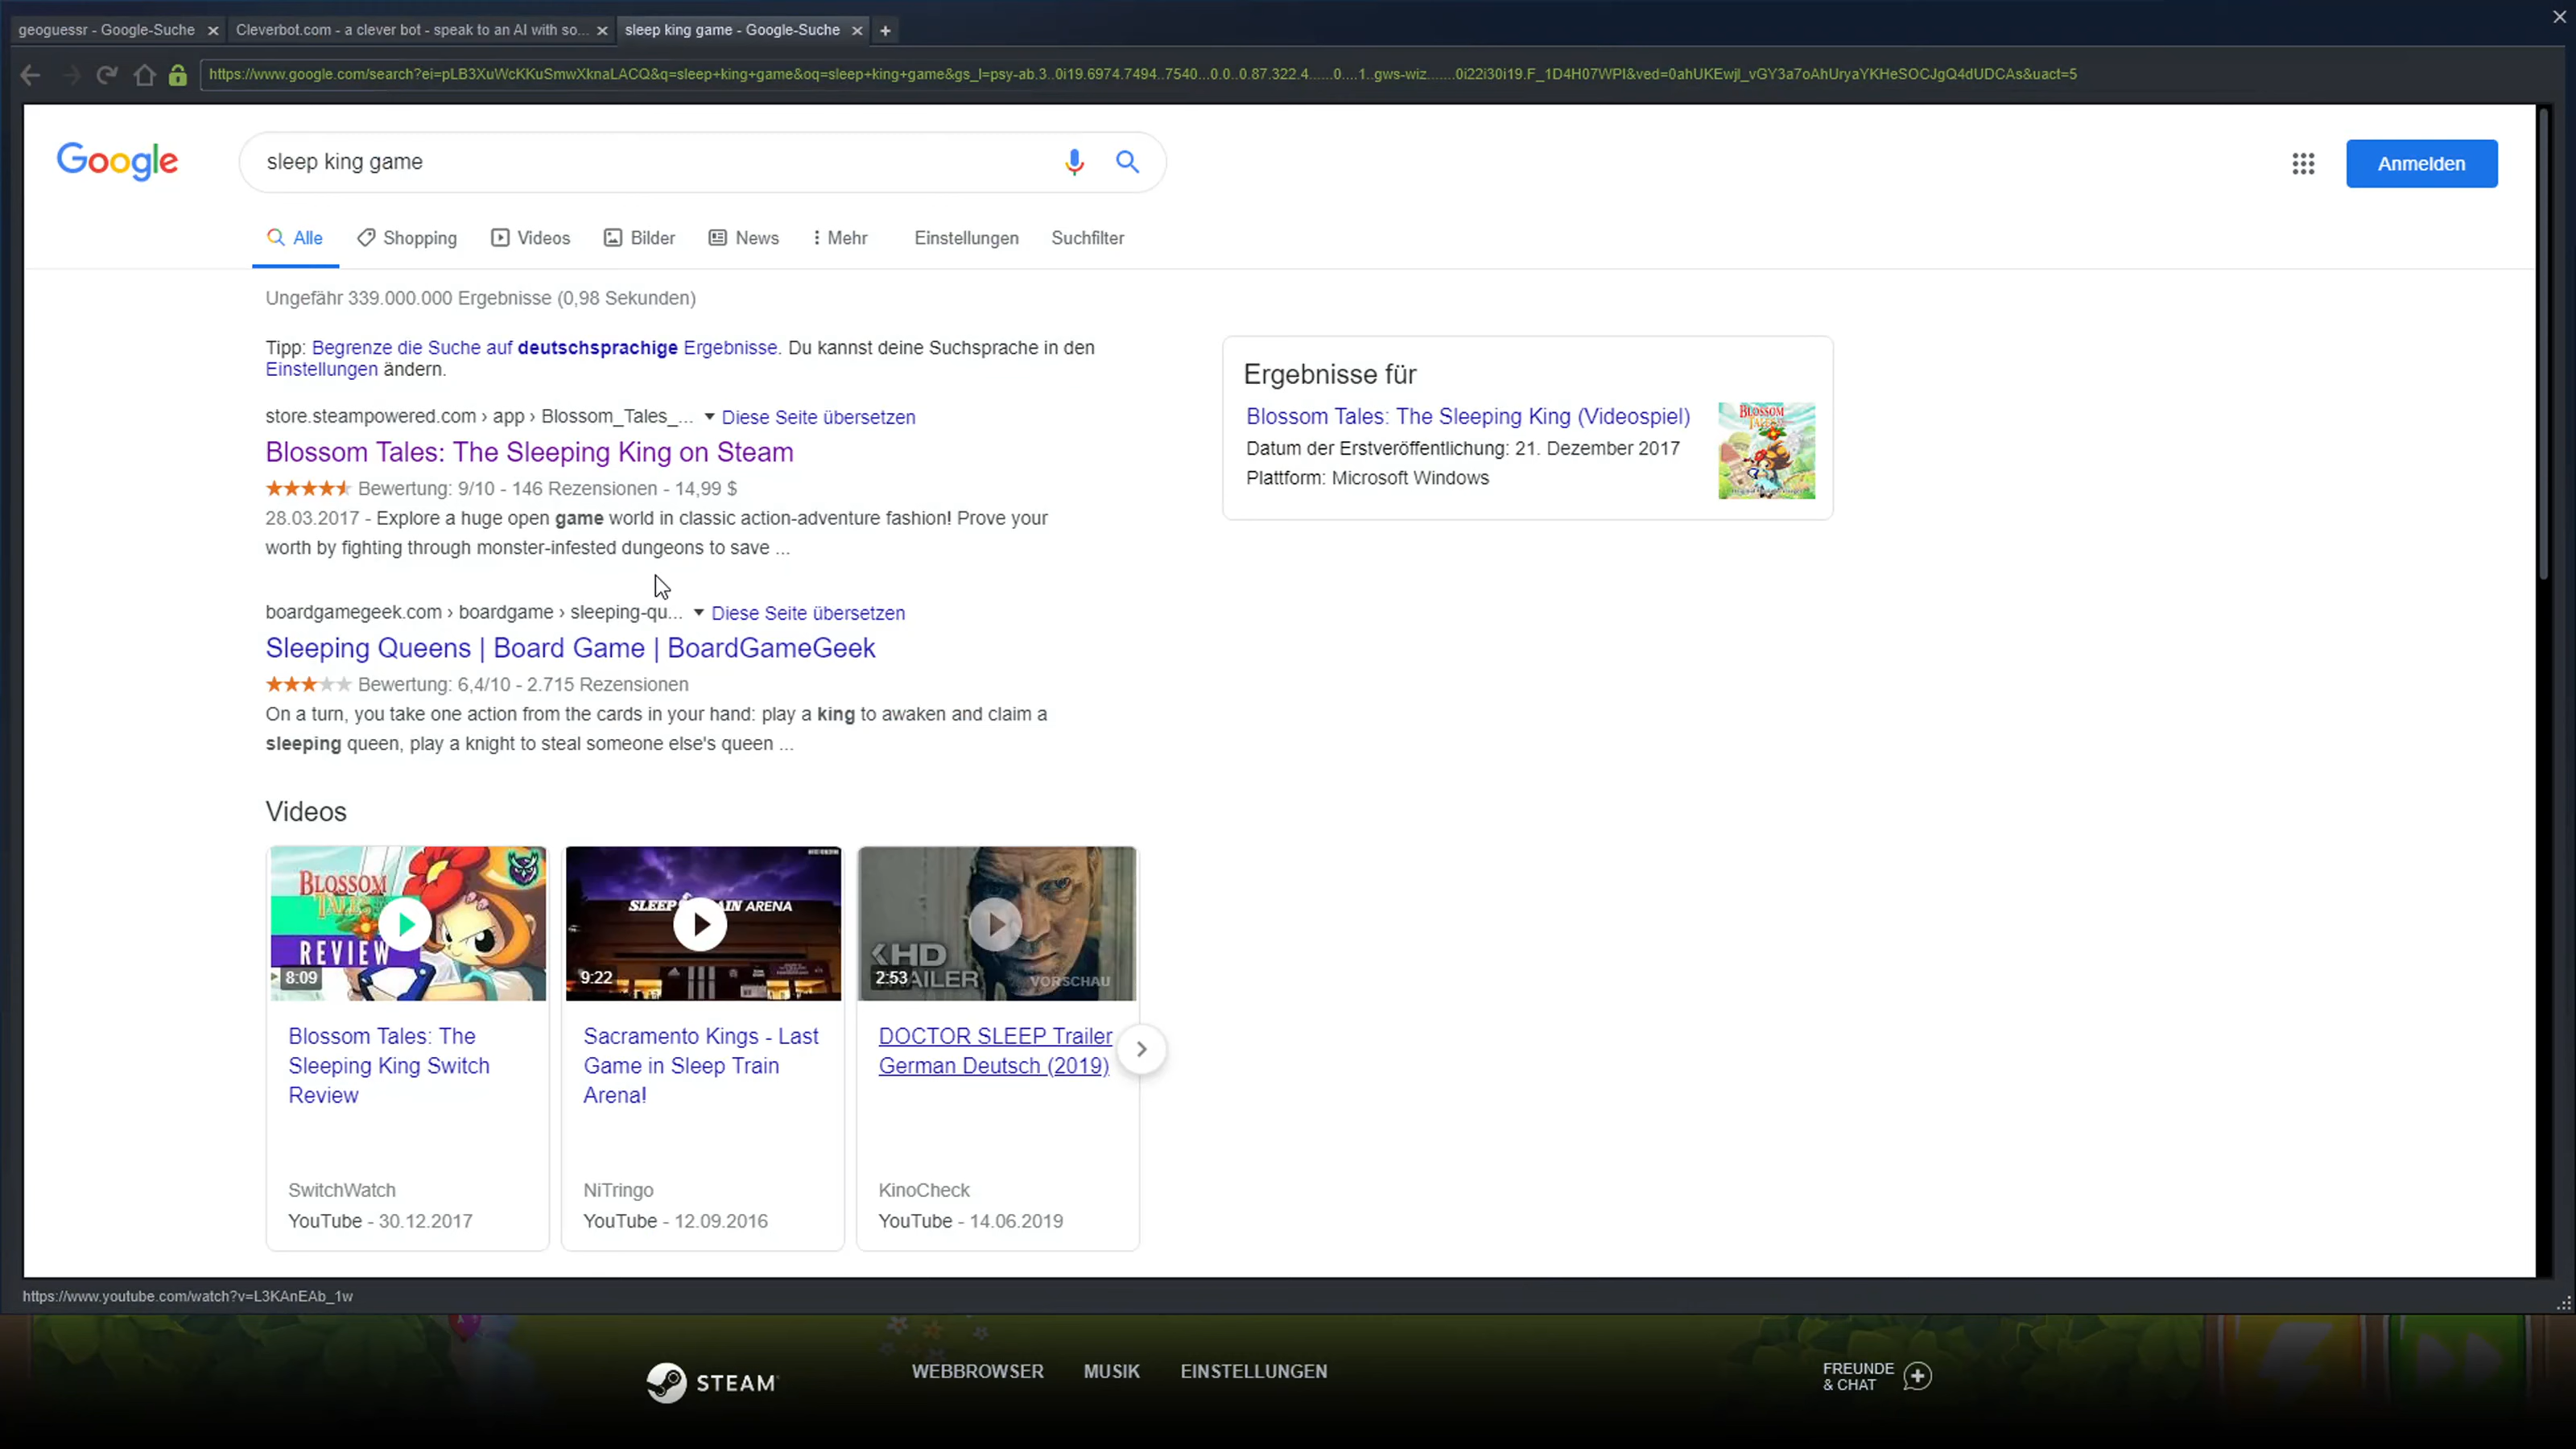 geoguessr - Google-Suche
Cleverbot.com - a clever bot - speak to an AI with so...
sleep king game - Google-Suche
https://www.google.com/search?ei=pLB3XuWcKKuSmwXknaLACQ&q=sleep+king+game&oq=sleep+king+game&gs_l=psy-ab.3..0i19.6974.7494..7540...0.0..0.87.322.4......0....1..gws-wiz.......0i22i30i19.F_1D4H07WPI&ved=0ahUKEwjl_vGY3a7oAhUryaYKHeSOCJgQ4dUDCAs&uact=5
Google
sleep king game
Anmelden
Alle
Shopping
Videos
Bilder
News
Mehr
Einstellungen
Suchfilter
Ungefähr 339.000.000 Ergebnisse (0,98 Sekunden)
Tipp: Begrenze die Suche auf deutschsprachige Ergebnisse. Du kannst deine Suchsprache in den
Einstellungen ändern.
store.steampowered.com › app › Blossom_Tales_... Diese Seite übersetzen
Blossom Tales: The Sleeping King on Steam
Bewertung: 9/10 - 146 Rezensionen - 14,99 $
28.03.2017 - Explore a huge open game world in classic action-adventure fashion! Prove your
worth by fighting through monster-infested dungeons to save ...
boardgamegeek.com › boardgame › sleeping-qu... Diese Seite übersetzen
Sleeping Queens | Board Game | BoardGameGeek
Bewertung: 6,4/10 - 2.715 Rezensionen
On a turn, you take one action from the cards in your hand: play a king to awaken and claim a
sleeping queen, play a knight to steal someone else's queen ...
Ergebnisse für
Blossom Tales: The Sleeping King (Videospiel)
Datum der Erstveröffentlichung: 21. Dezember 2017
Plattform: Microsoft Windows
BLOSSOM
TALES
Videos
BLOSSOM
TALES
REVIEW
8:09
Blossom Tales: The
Sleeping King Switch
Review
SwitchWatch
YouTube - 30.12.2017
SLEEP TRAIN ARENA
9:22
Sacramento Kings - Last
Game in Sleep Train
Arena!
NiTringo
YouTube - 12.09.2016
KHD
TRAILER
VORSCHAU
2:53
DOCTOR SLEEP Trailer
German Deutsch (2019)
KinoCheck
YouTube - 14.06.2019
https://www.youtube.com/watch?v=L3KAnEAb_1w
STEAM
WEBBROWSER
MUSIK
EINSTELLUNGEN
FREUNDE
& CHAT